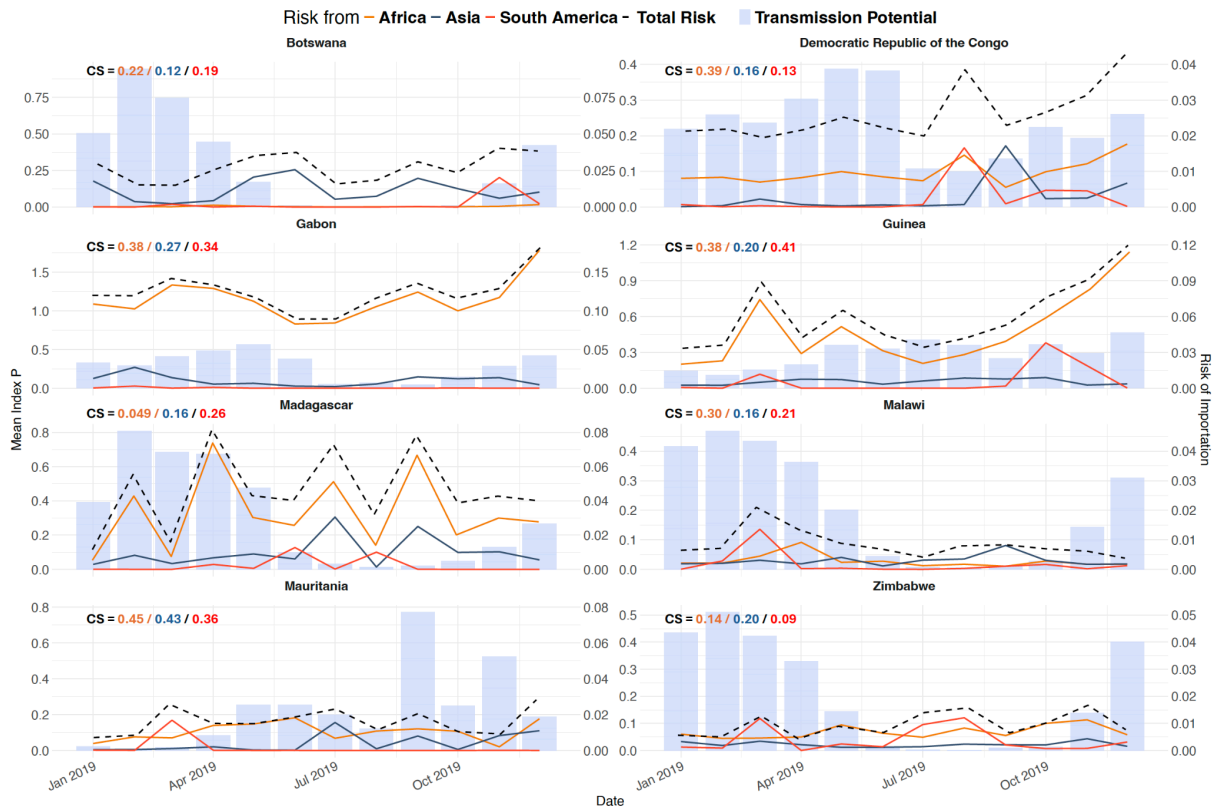 Risk from Africa Asia South America Total Risk Transmission Potential
Botswana Democratic Republic of the Congo
CS = 0.22 / 0.12 / 0.19 CS = 0.39 / 0.16 / 0.13
0.75 0.50 0.25 0.00
0.075 0.050 0.025 0.000
0.4 0.3 0.2 0.1 0.0
0.04 0.03 0.02 0.01 0.00
Gabon Guinea
CS = 0.38 / 0.27 / 0.34 CS = 0.38 / 0.20 / 0.41
1.5 1.0 0.5 0.0
0.15 0.10 0.05 0.00
1.2 0.9 0.6 0.3 0.0
0.12 0.09 0.06 0.03 0.00
Mean Index P
Risk of Importation
Madagascar Malawi
CS = 0.049 / 0.16 / 0.26 CS = 0.30 / 0.16 / 0.21
0.8 0.6 0.4 0.2 0.0
0.08 0.06 0.04 0.02 0.00
0.4 0.3 0.2 0.1 0.0
0.04 0.03 0.02 0.01 0.00
Mauritania Zimbabwe
CS = 0.45 / 0.43 / 0.36 CS = 0.14 / 0.20 / 0.09
0.8 0.6 0.4 0.2 0.0
0.08 0.06 0.04 0.02 0.00
0.5 0.4 0.3 0.2 0.1 0.0
0.05 0.04 0.03 0.02 0.01 0.00
Jan 2019 Apr 2019 Jul 2019 Oct 2019 Jan 2019 Apr 2019 Jul 2019 Oct 2019
Date